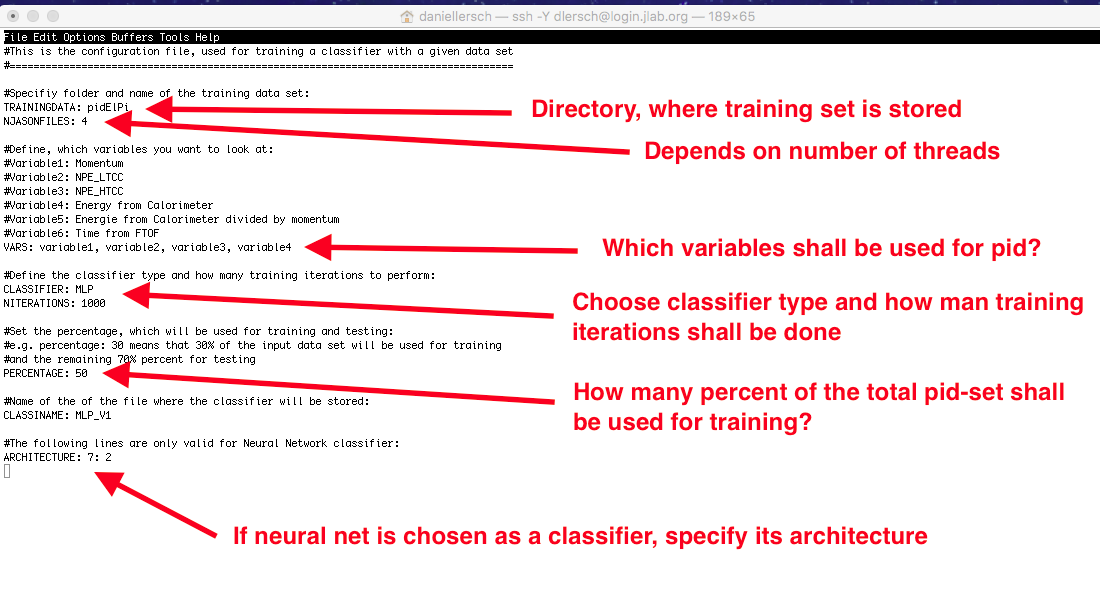 daniellersch — ssh -Y dlersch@login.jlab.org — 189×65
File Edit Options Buffers Tools Help
#This is the configuration file, used for training a classifier with a given data set
#====================================================================================
#Specifiy folder and name of the training data set:
TRAININGDATA: pidElPi
Directory, where training set is stored
NJASONFILES: 4
Depends on number of threads
#Define, which variables you want to look at:
#Variable1: Momentum
#Variable2: NPE_LTCC
#Variable3: NPE_HTCC
#Variable4: Energy from Calorimeter
#Variable5: Energie from Calorimeter divided by momentum
#Variable6: Time from FTOF
VARS: variable1, variable2, variable3, variable4
Which variables shall be used for pid?
#Define the classifier type and how many training iterations to perform:
CLASSIFIER: MLP
NITERATIONS: 1000
Choose classifier type and how man training
iterations shall be done
#Set the percentage, which will be used for training and testing:
#e.g. percentage: 30 means that 30% of the input data set will be used for training
#and the remaining 70% percent for testing
PERCENTAGE: 50
How many percent of the total pid-set shall
be used for training?
#Name of the of the file where the classifier will be stored:
CLASSINAME: MLP_V1
#The following lines are only valid for Neural Network classifier:
ARCHITECTURE: 7: 2
If neural net is chosen as a classifier, specify its architecture